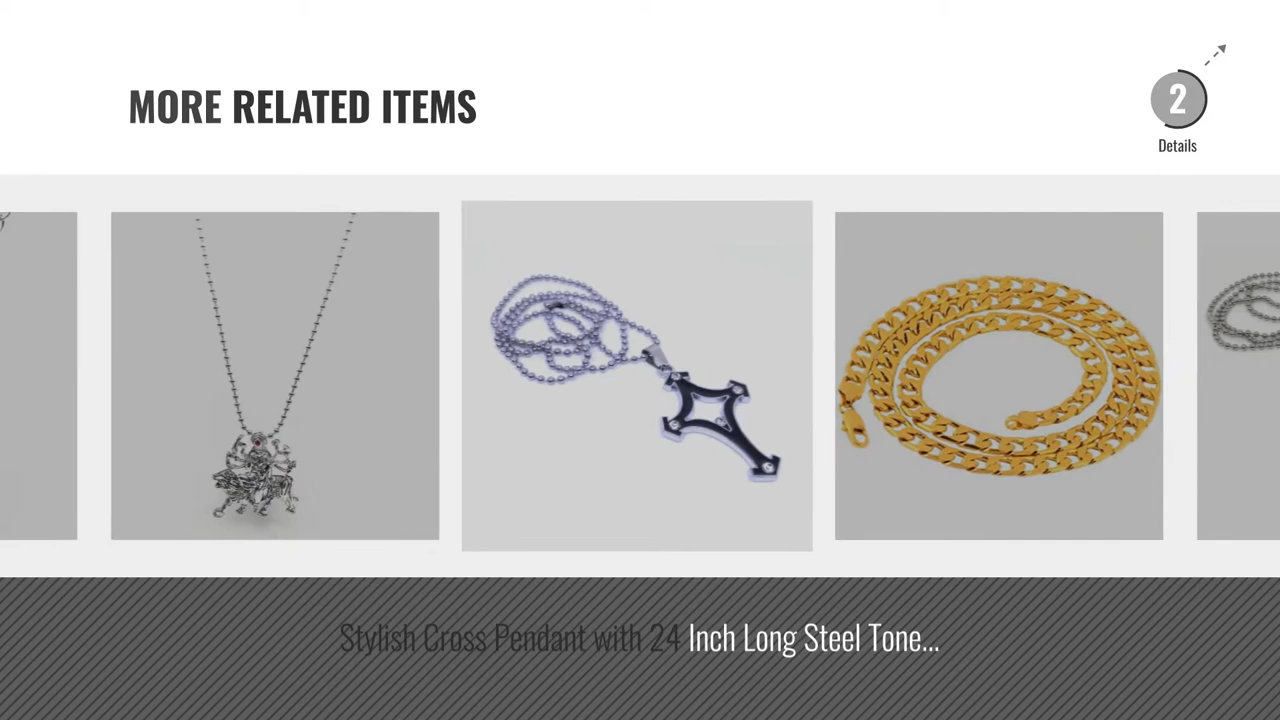 MORE RELATED ITEMS
2
Details
Stylish Cross Pendant with 24 Inch Long Steel Tone...